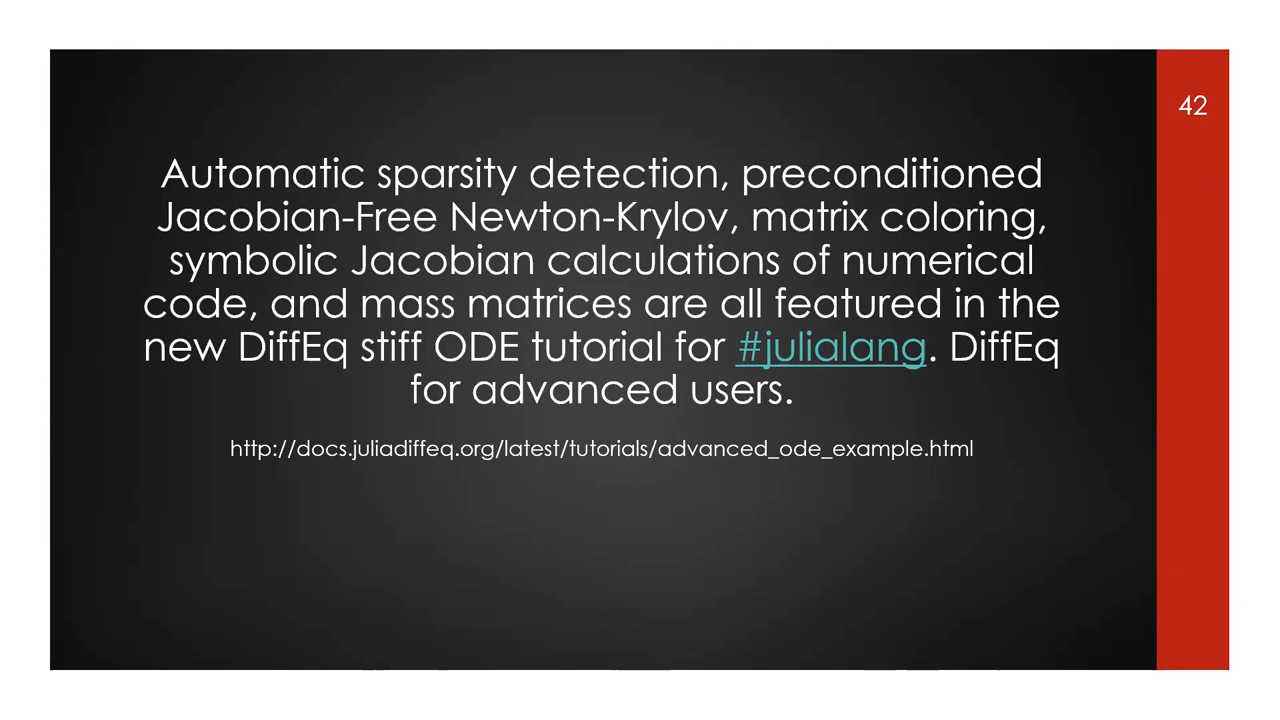 42
Automatic sparsity detection, preconditioned
Jacobian-Free Newton-Krylov, matrix coloring,
symbolic Jacobian calculations of numerical
code, and mass matrices are all featured in the
new DiffEq stiff ODE tutorial for #julialang. DiffEq
for advanced users.
http://docs.juliadiffeq.org/latest/tutorials/advanced_ode_example.html